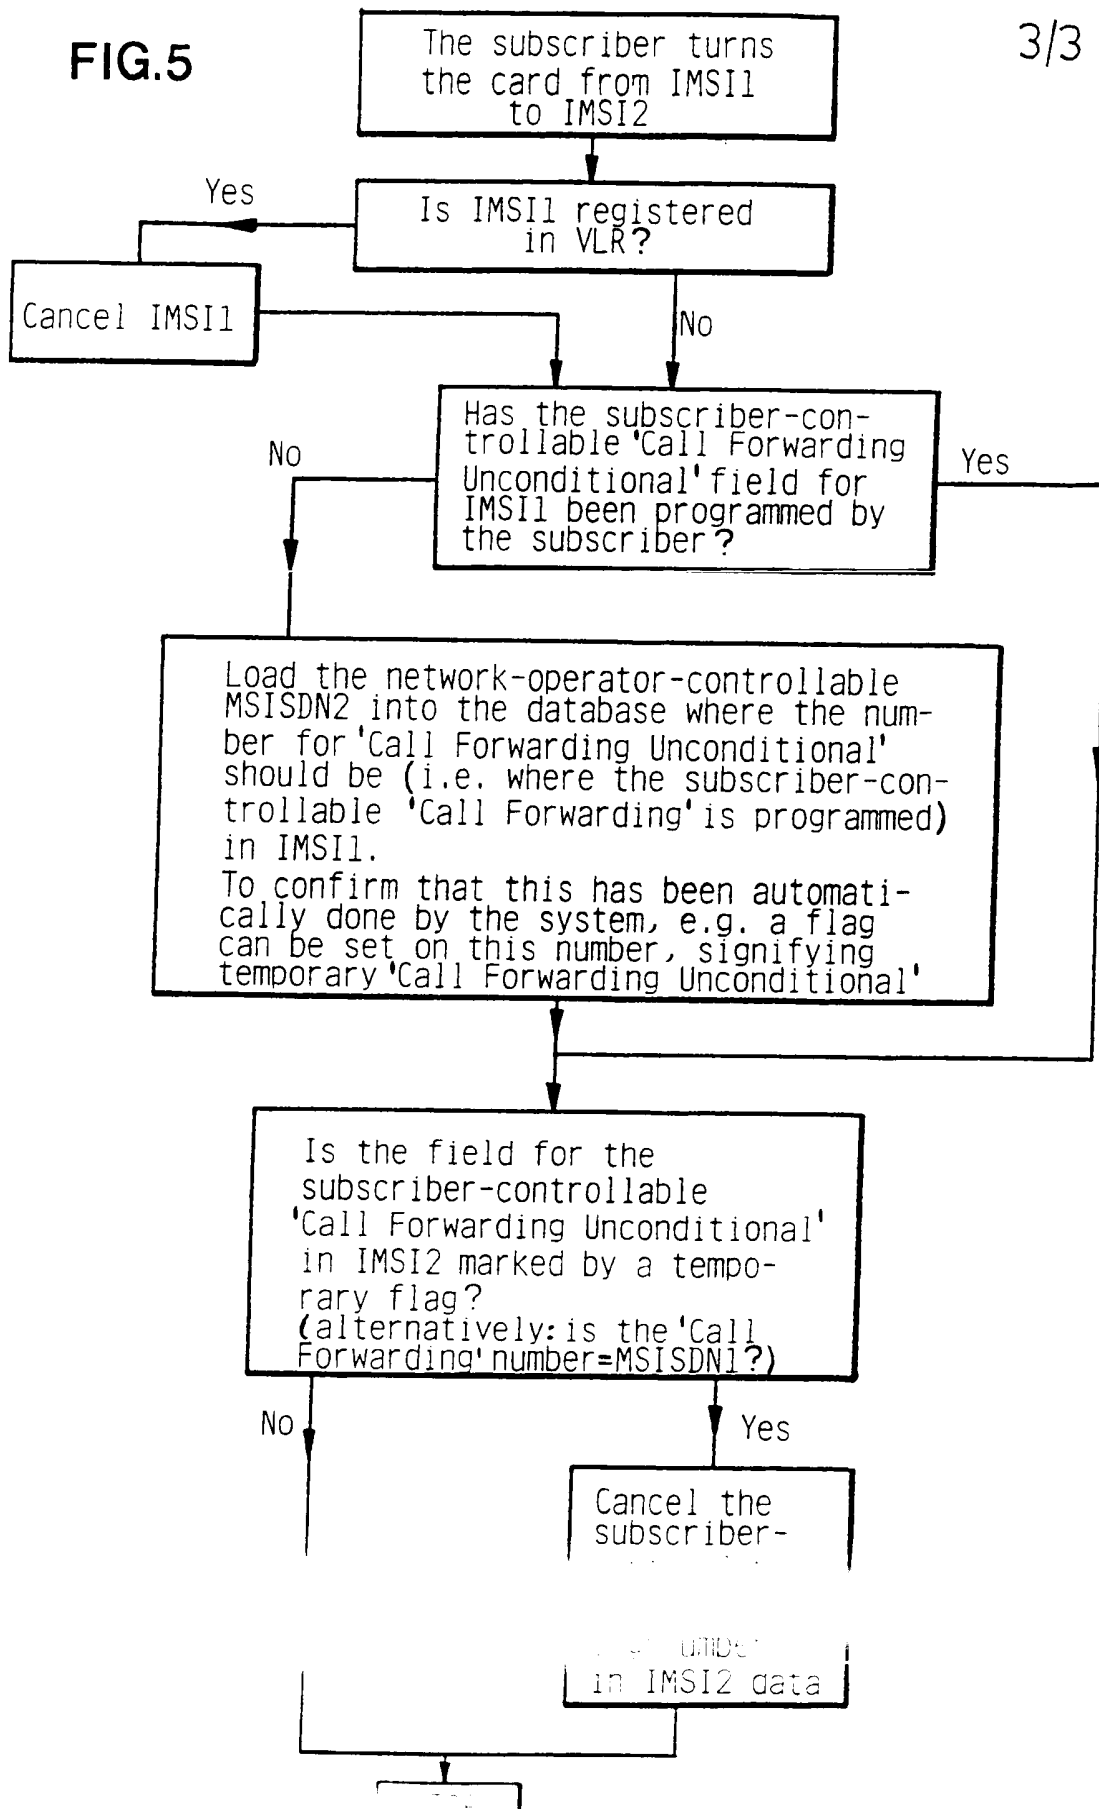 FIG.5
3/3
The subscriber turns
the card from IMSI1
to IMSI2
Yes
Is IMSI1 registered
in VLR?
Cancel IMSI1
No
Has the subscriber-con-
trollable 'Call Forwarding
Unconditional' field for
IMSI1 been programmed by
the subscriber?
No
Yes
Load the network-operator-controllable
MSISDN2 into the database where the num-
ber for 'Call Forwarding Unconditional'
should be (i.e. where the subscriber-con-
trollable 'Call Forwarding' is programmed)
in IMSI1.
To confirm that this has been automati-
cally done by the system, e.g. a flag
can be set on this number, signifying
temporary 'Call Forwarding Unconditional'
Is the field for the
subscriber-controllable
'Call Forwarding Unconditional'
in IMSI2 marked by a tempo-
rary flag?
(alternatively: is the 'Call
Forwarding' number=MSISDN1?)
No
Yes
Cancel the
subscriber-
in IMSI2 data